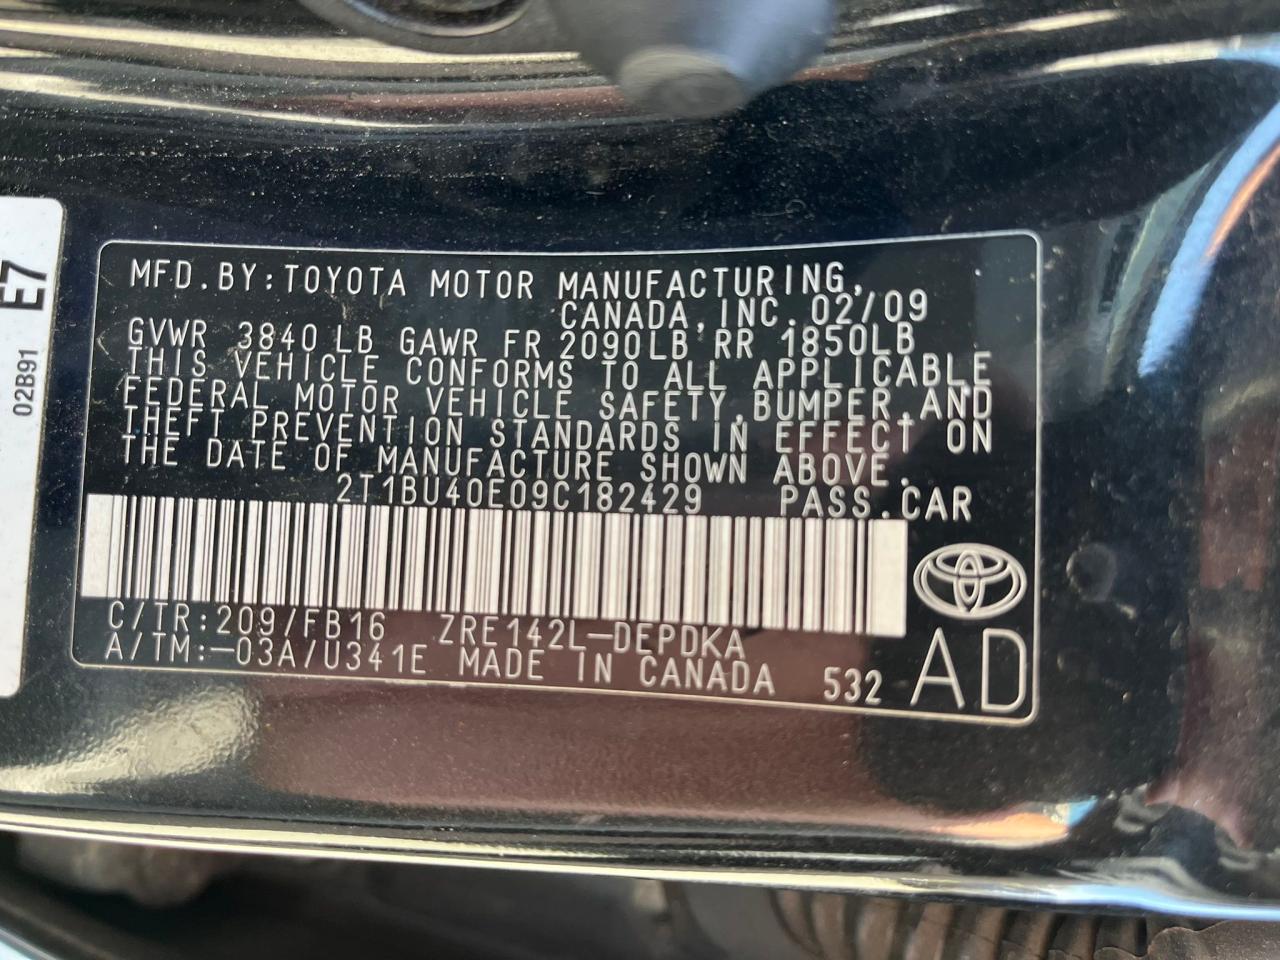 E7
02B91
MFD.BY:TOYOTA MOTOR MANUFACTURING,
CANADA,INC.02/09
GVWR 3840LB GAWR FR 2090LB RR 1850LB
THIS VEHICLE CONFORMS TO ALL APPLICABLE
FEDERAL MOTOR VEHICLE SAFETY,BUMPER,AND
THEFT PREVENTION STANDARDS IN EFFECT ON
THE DATE OF MANUFACTURE SHOWN ABOVE.
2T1BU40E09C182429 PASS.CAR
C/TR:209/FB16 ZRE142L-DEPDKA
A/TM:-03A/U341E MADE IN CANADA 532 AD